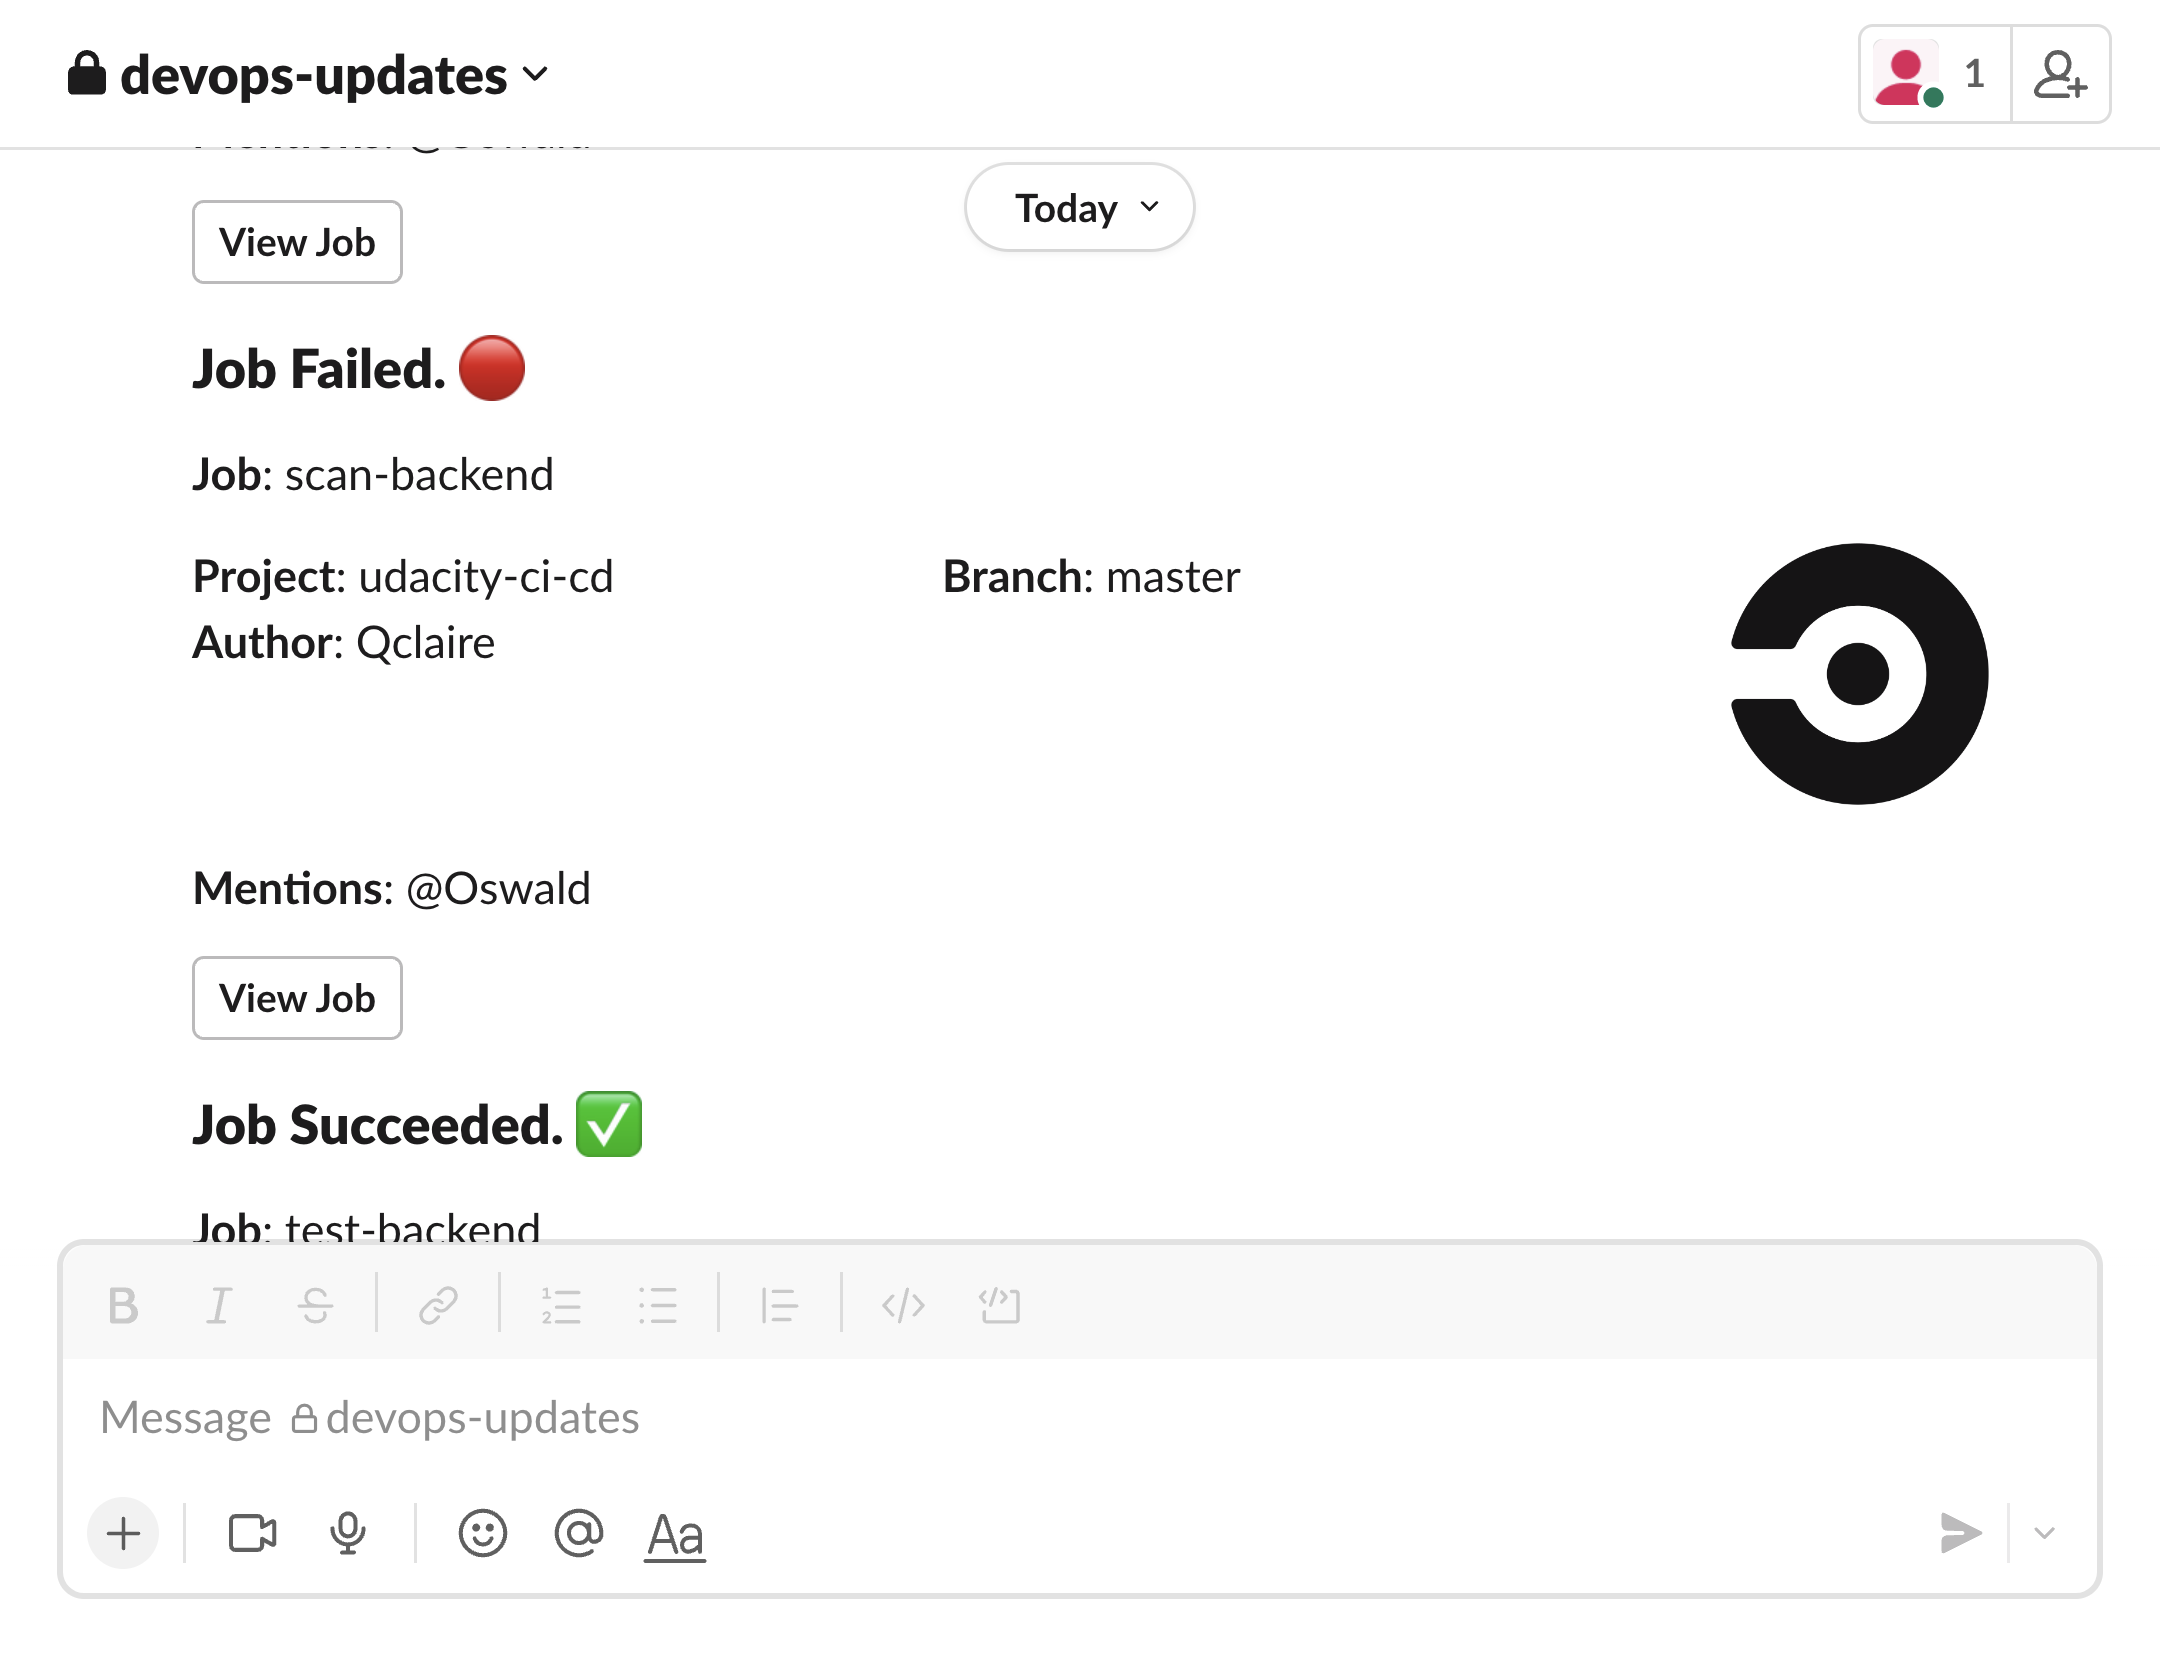 devops-updates
1
Today
View Job
Job Failed.
Job: scan-backend
Project: udacity-ci-cd
Branch: master
Author: Qclaire
Mentions: @Oswald
View Job
Job Succeeded.
Job: test-backend
Message devops-updates
Aa